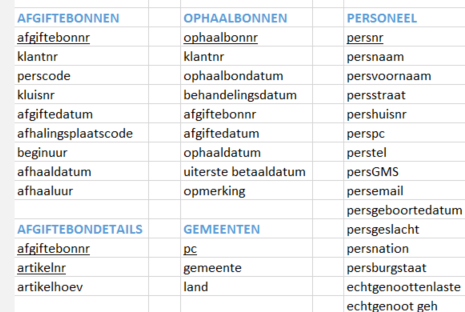 AFGIFTEBONNEN
afgiftebonnr
klantnr
perscode
kluisnr
afgiftedatum
afhalingsplaatscode
beginuur
afhaaldatum
afhaaluur
AFGIFTEBONDETAILS
afgiftebonnr
artikelnr
artikelhoev
OPHAALBONNEN
ophaalbonnr
klantnr
ophaalbondatum
behandelingsdatum
afgiftebonnr
afgiftedatum
ophaaldatum
uiterste betaaldatum
opmerking
GEMEENTEN
pc
gemeente
land
PERSONEEL
persnr
persnaam
persvoornaam
persstraat
pershuisnr
perspc
perstel
persGMS
persemail
persgeboortedatum
persgeslacht
persnation
persburgstaat
echtgenoottenlaste
echtgenoot geh